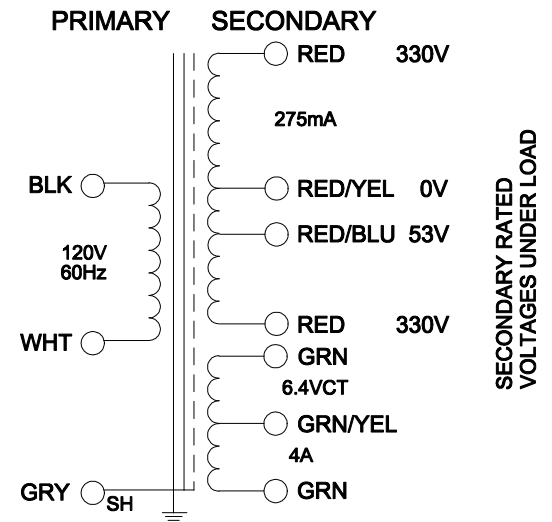 PRIMARY SECONDARY
RED 330V
275mA
BLK
RED/YEL 0V
RED/BLU 53V
120V
60Hz
RED 330V
WHT
GRN
6.4VCT
GRN/YEL
4A
GRY
SH
GRN
SECONDARY RATED
VOLTAGES UNDER LOAD